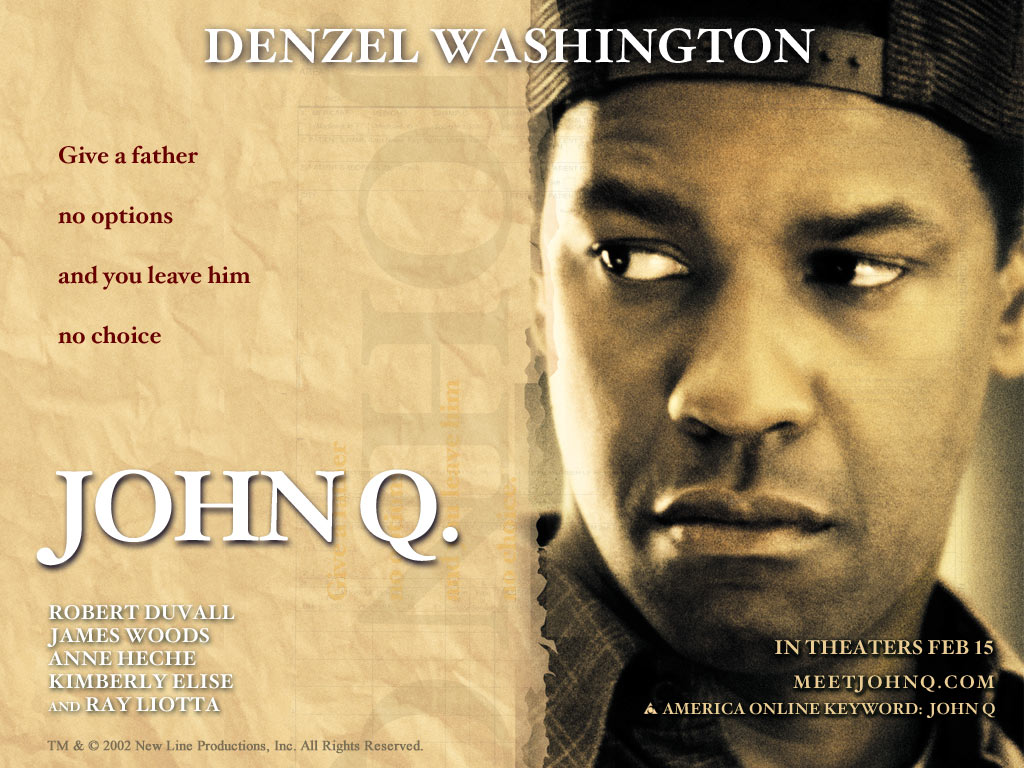 DENZEL WASHINGTON
Give a father
no options
and you leave him
no choice
JOHN Q.
ROBERT DUVALL
JAMES WOODS
ANNE HECHE
KIMBERLY ELISE
AND RAY LIOTTA
TM & © 2002 New Line Productions, Inc. All Rights Reserved.
IN THEATERS FEB 15
MEETJOHNQ.COM
AMERICA ONLINE KEYWORD: JOHN Q